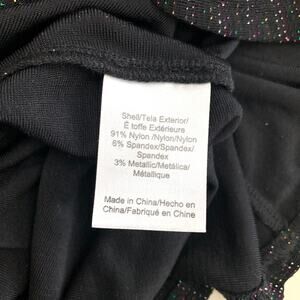 Shell/Tela Exterior/
É toffe Extérieure
91% Nylon /Nylon/Nylon
6% Spandex/Spandex/
Spandex
3% Metallic/Metálica/
Métallique
Made in China/Hecho en
China/Fabriqué en Chine